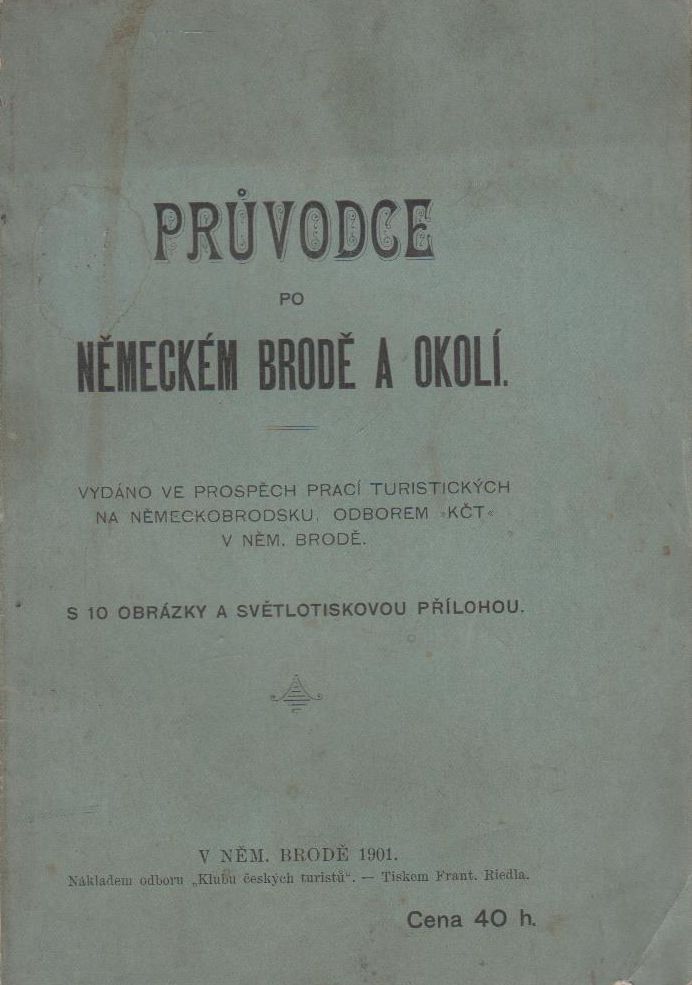 PRŮVODCE
PO
NĚMECKÉM BRODĚ A OKOLÍ.
VYDÁNO VE PROSPĚCH PRACÍ TURISTICKÝCH
NA NĚMECKOBRODSKU, ODBOREM »KČT«
V NĚM. BRODĚ.
S 10 OBRÁZKY A SVĚTLOTISKOVOU PŘÍLOHOU.
V NĚM. BRODĚ 1901.
Nákladem odboru „Klubu českých turistů“. — Tiskem Frant. Riedla.
Cena 40 h.